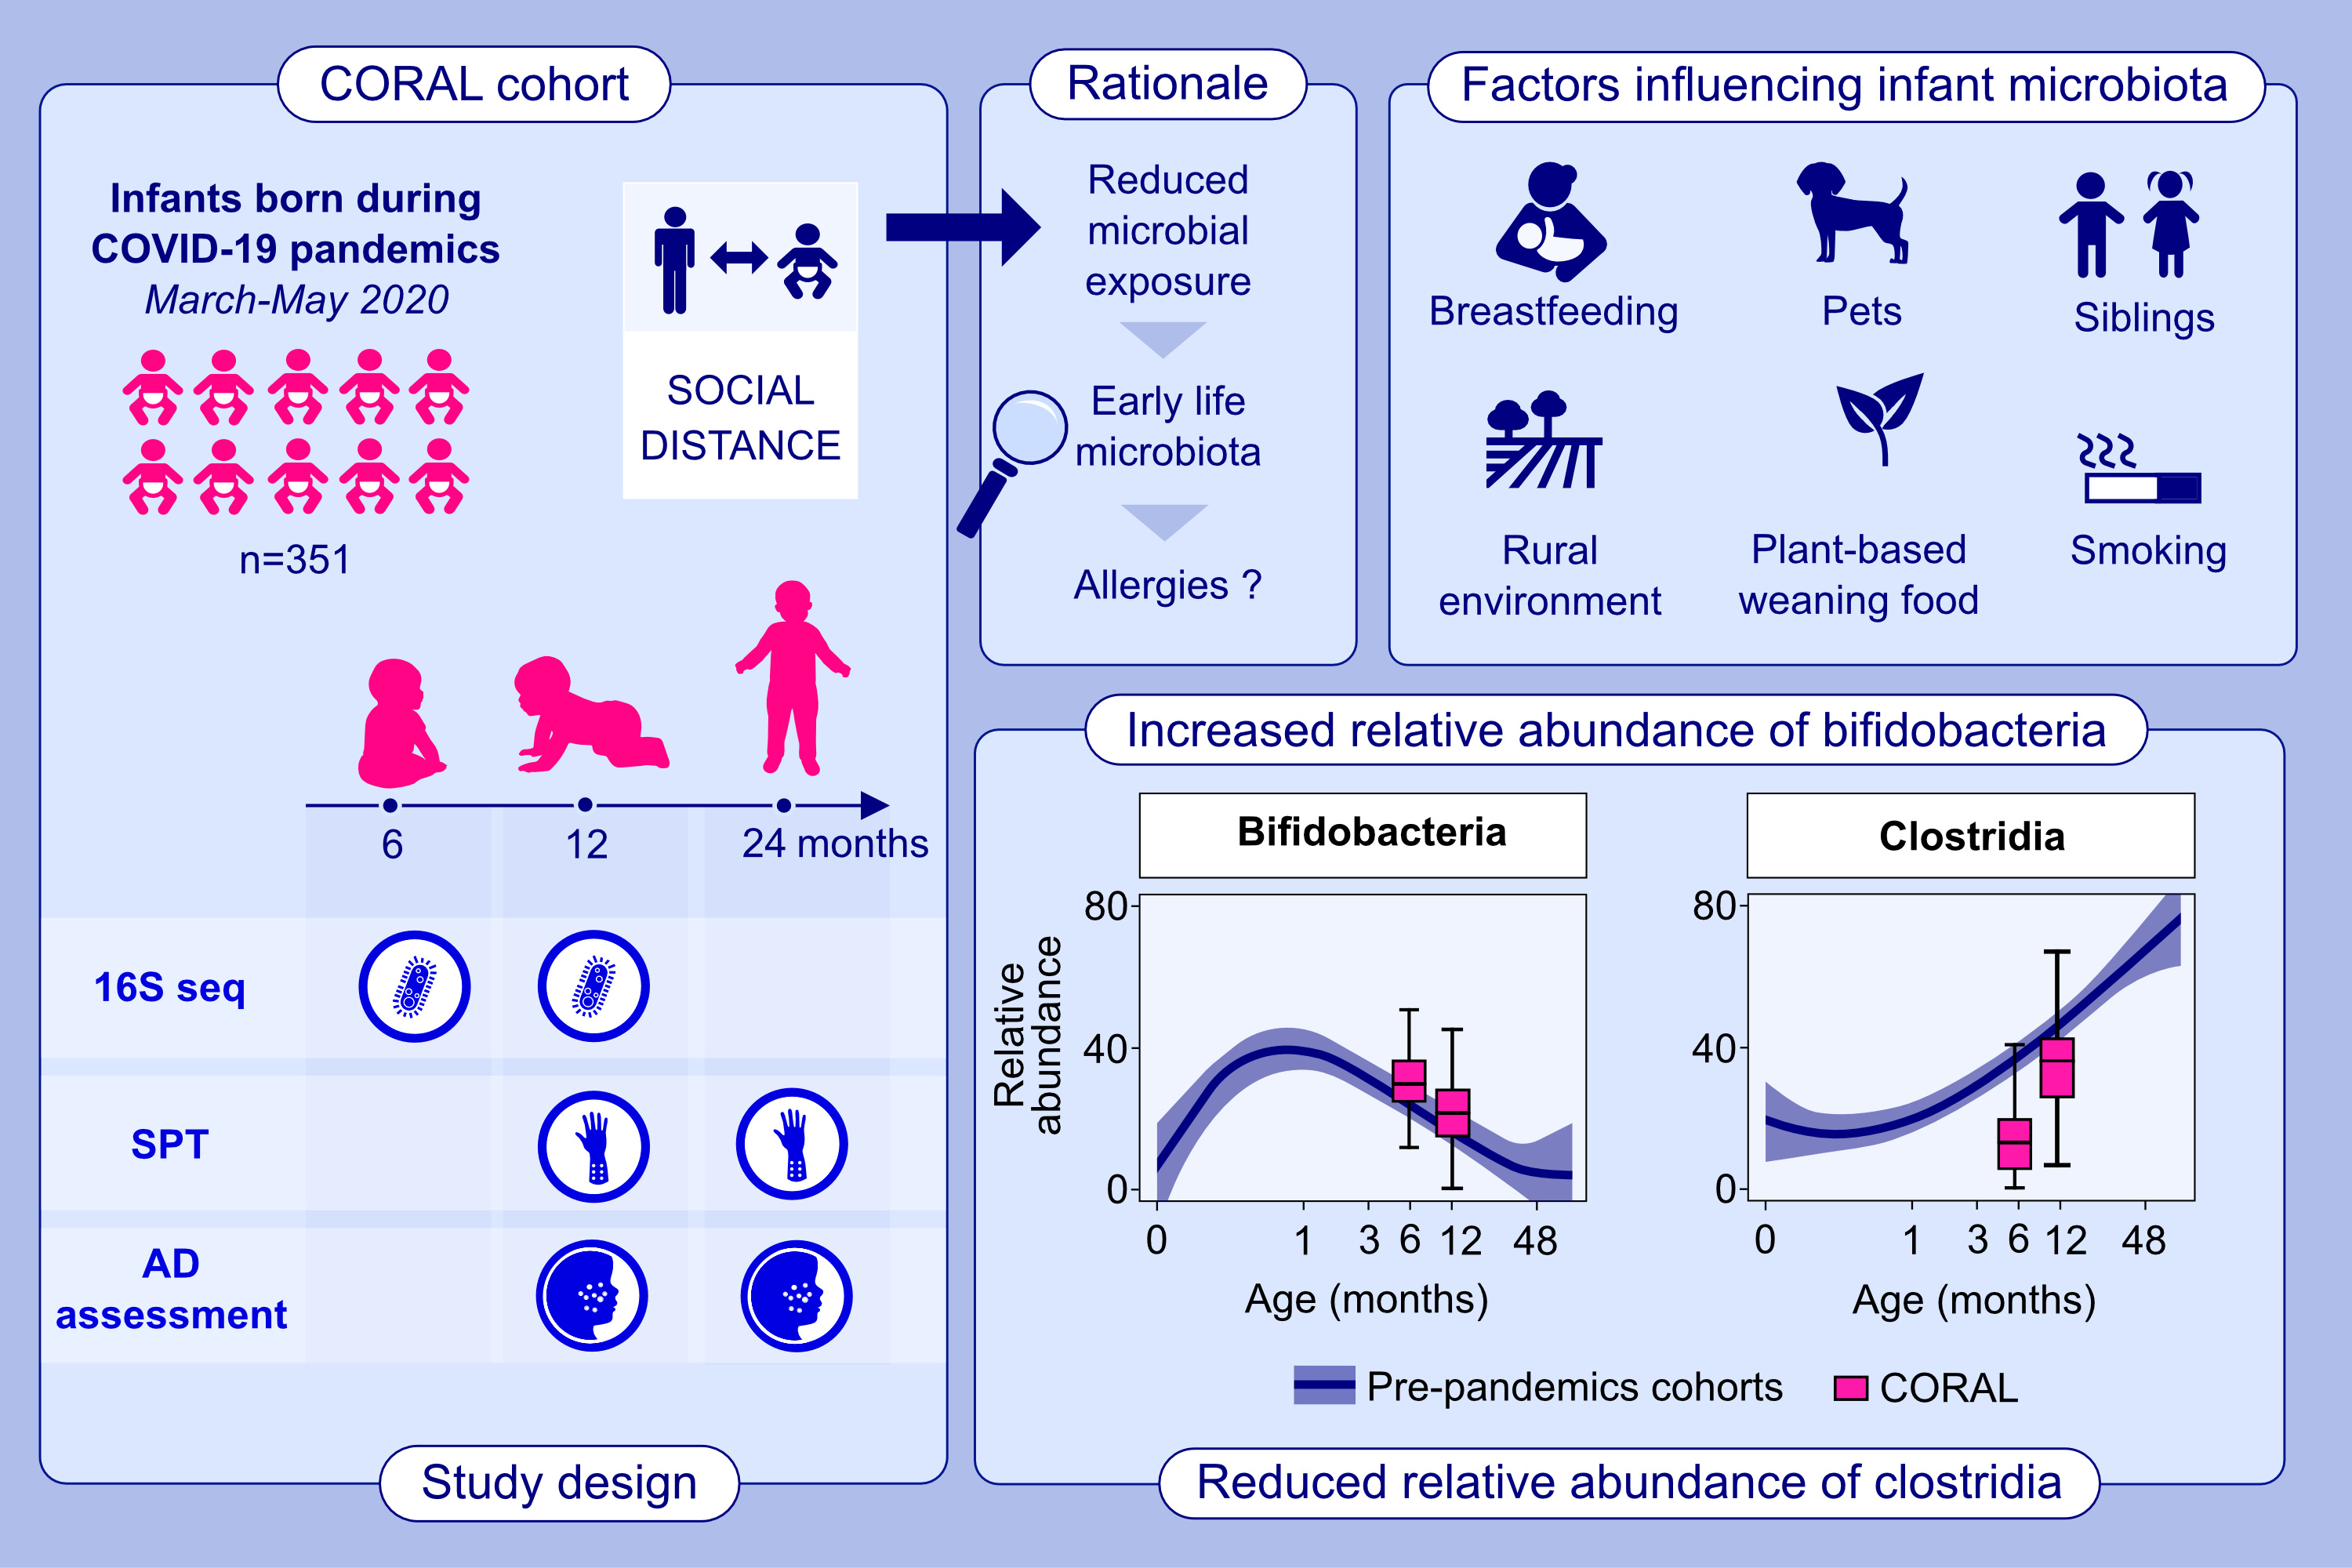 CORAL cohort
Infants born during
COVID-19 pandemics
March-May 2020
n=351
SOCIAL
DISTANCE
6
12
24 months
16S seq
SPT
AD
assessment
Study design
Rationale
Reduced
microbial
exposure
Early life
microbiota
Allergies ?
Factors influencing infant microbiota
Breastfeeding
Pets
Siblings
Rural
environment
Plant-based
weaning food
Smoking
Increased relative abundance of bifidobacteria
Bifidobacteria
Relative
abundance
80
40
0
0 1 3 6 12 48
Age (months)
Clostridia
80
40
0
0 1 3 6 12 48
Age (months)
Pre-pandemics cohorts
CORAL
Reduced relative abundance of clostridia